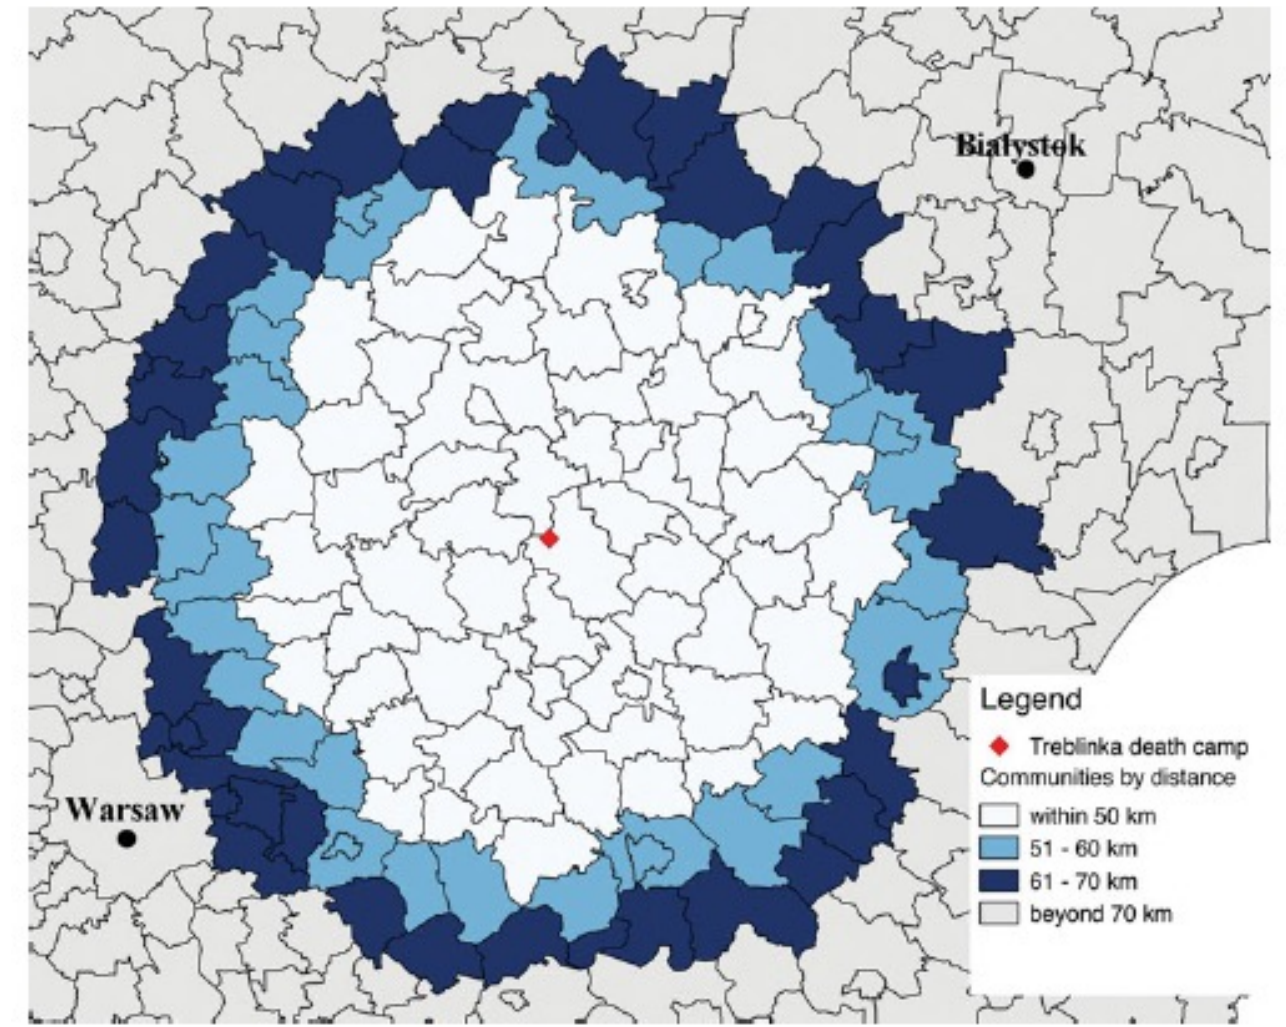 Białystok
Legend
Treblinka death camp
Communities by distance
within 50 km
Warsaw
51 - 60 km
61 - 70 km
beyond 70 km